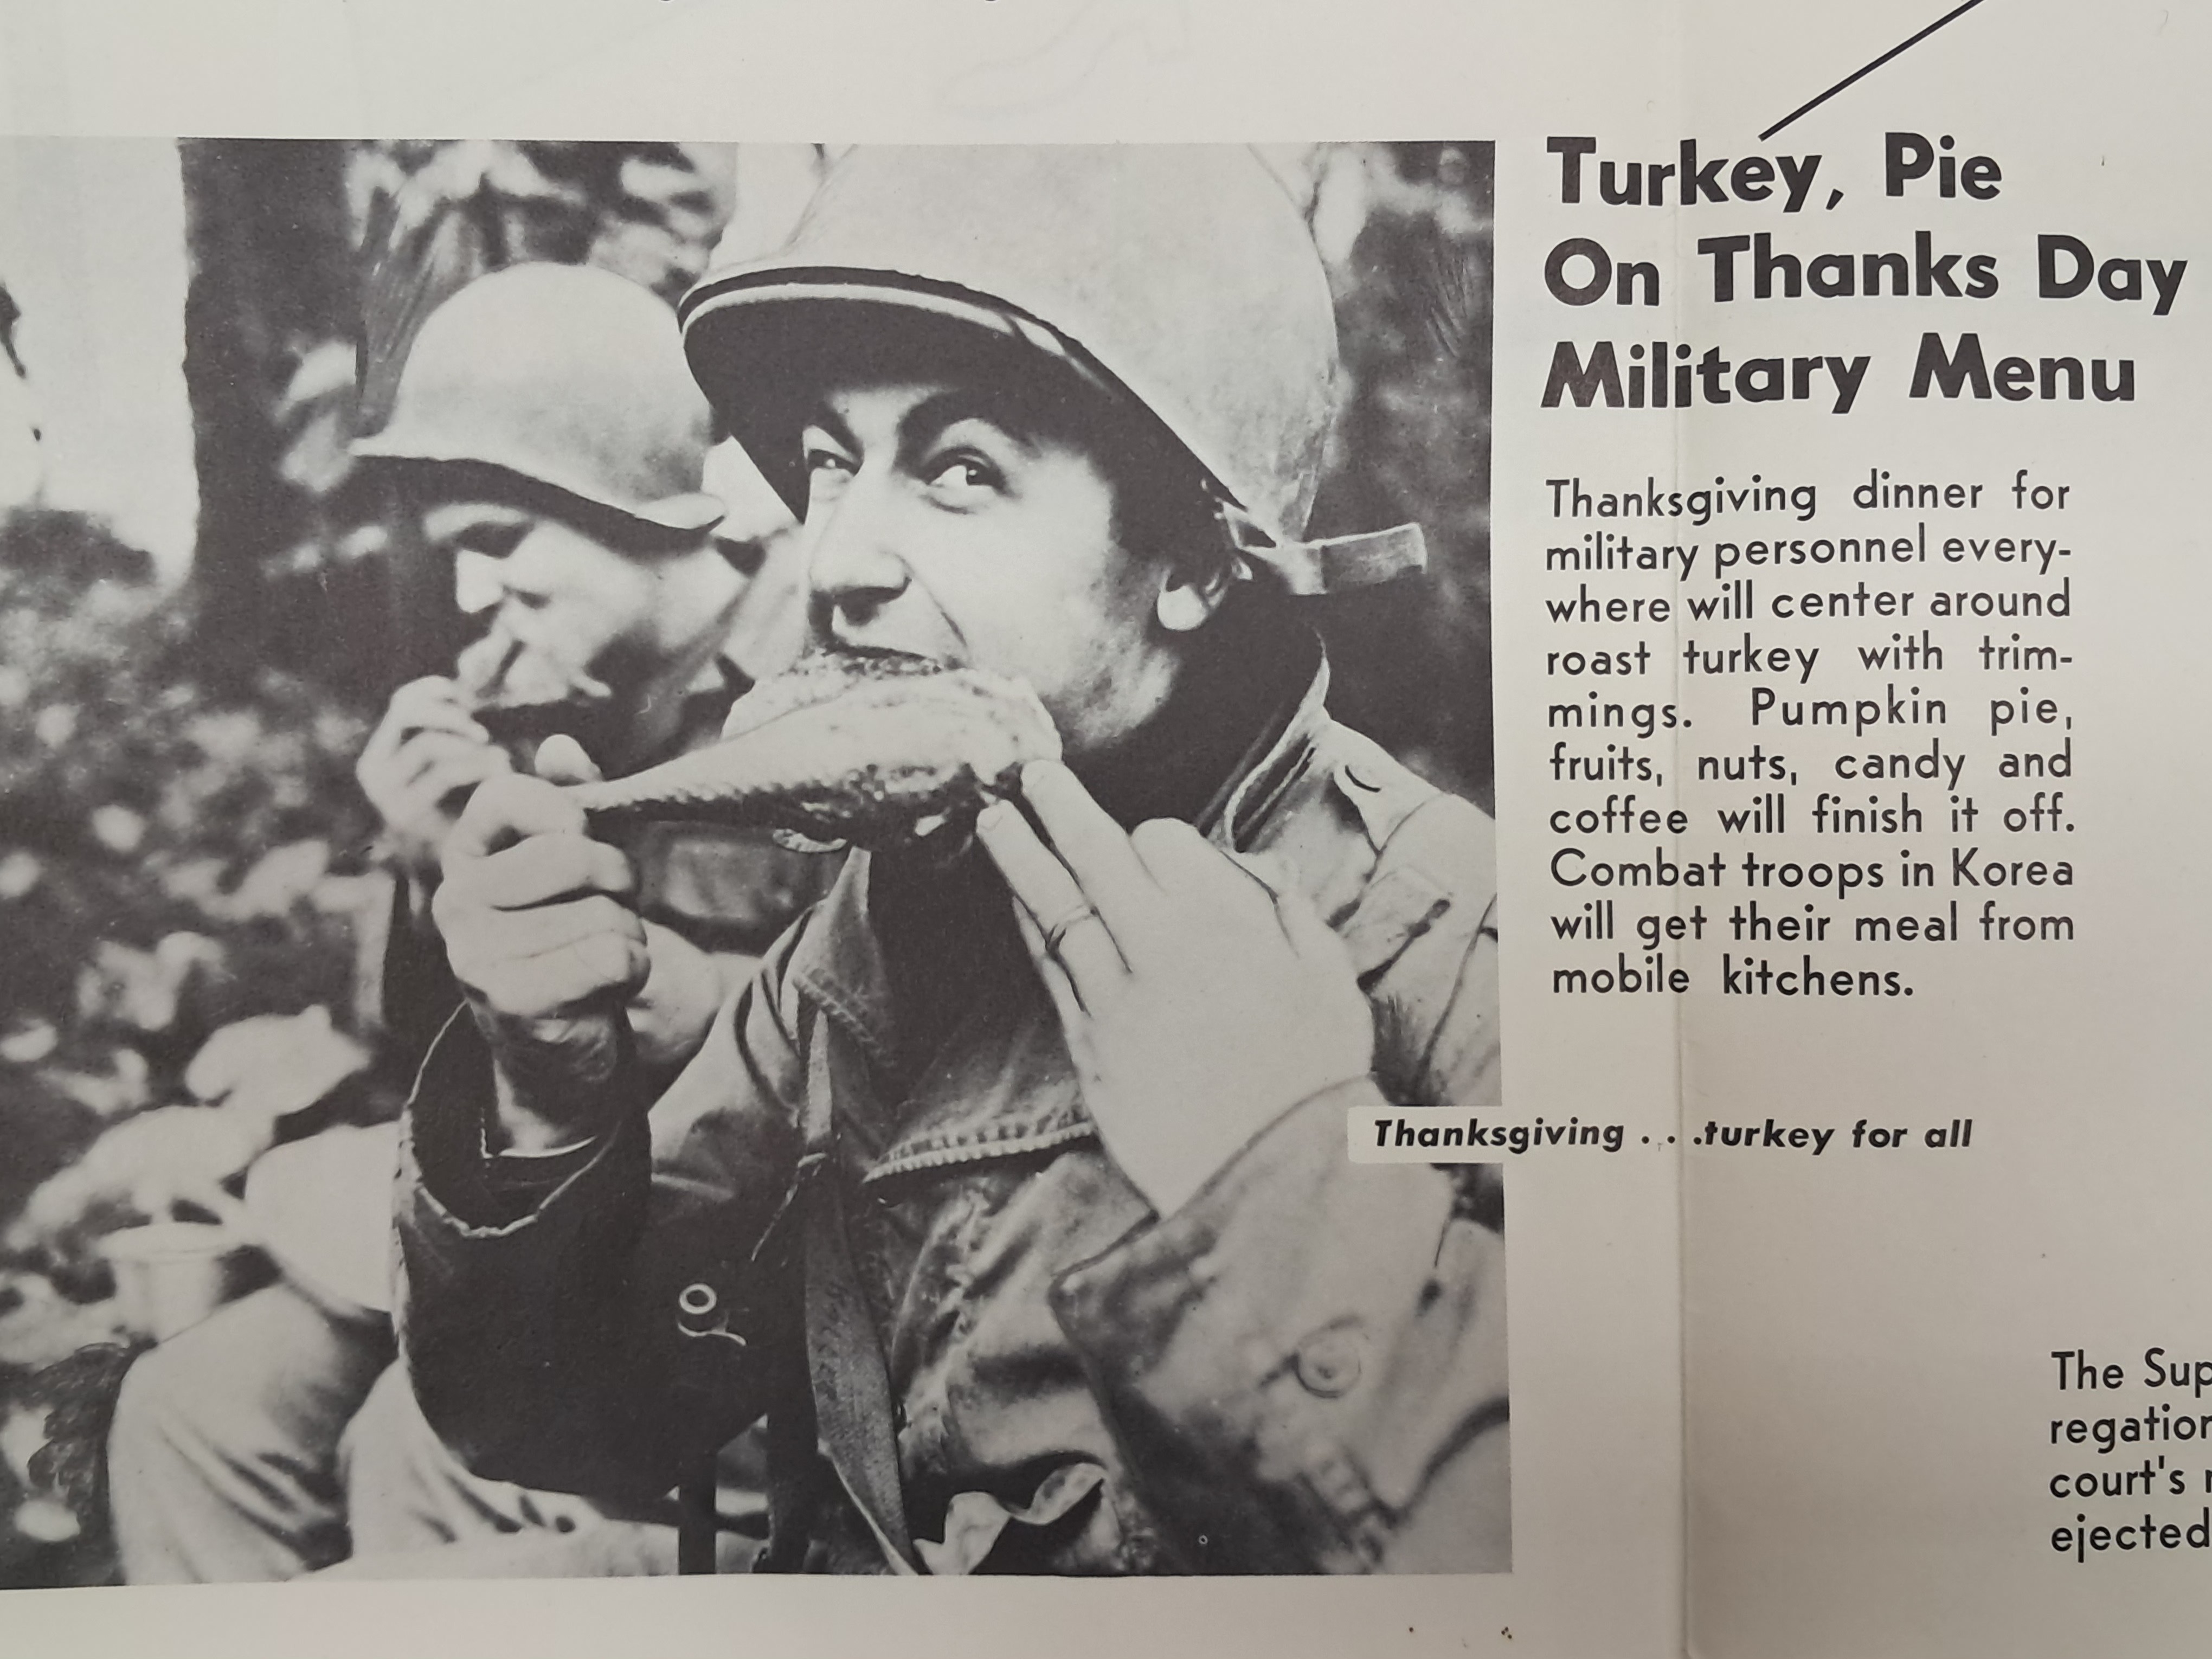 Turkey, Pie
On Thanks Day
Military Menu
Thanksgiving dinner for
military personnel every-
where will center around
roast turkey with trim-
mings. Pumpkin pie,
fruits, nuts, candy and
coffee will finish it off.
Combat troops in Korea
will get their meal from
mobile kitchens.
Thanksgiving . . .turkey for all
The
court's
ejected